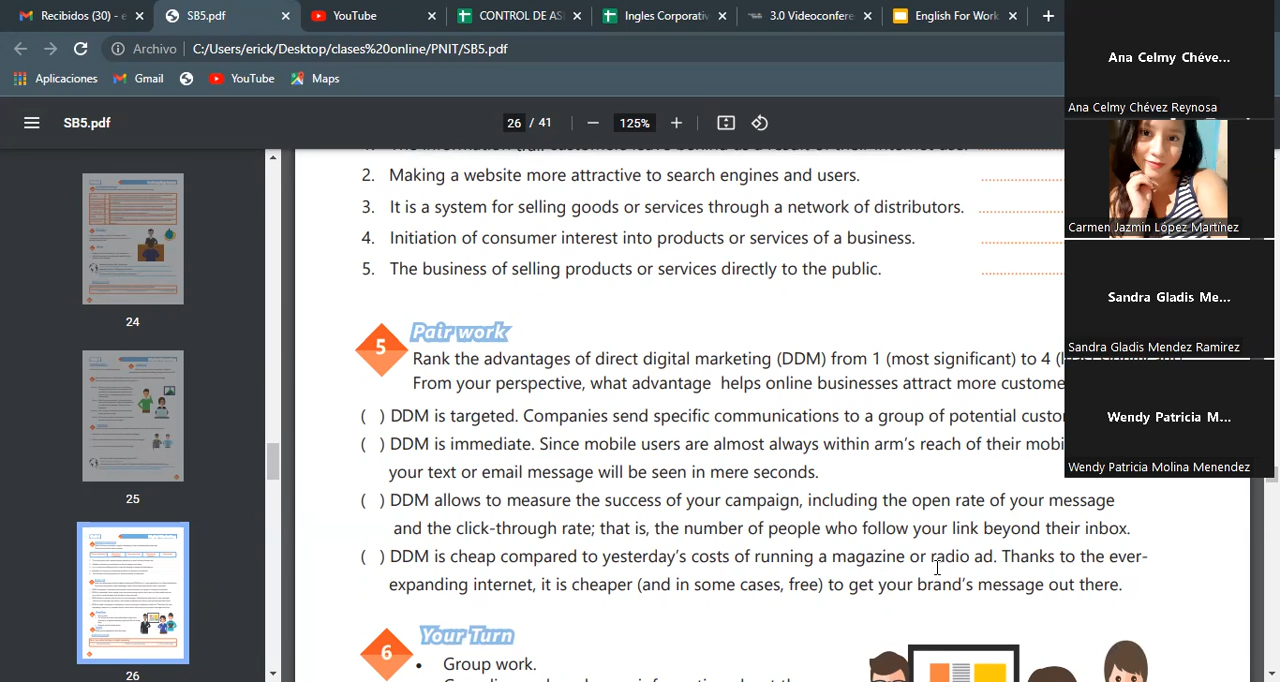 Recibidos (30) - e
SB5.pdf
YouTube
CONTROL DE AS
Ingles Corporativ
3.0 Videoconfere
English For Work
Archivo
C:/Users/erick/Desktop/clases%20online/PNIT/SB5.pdf
Aplicaciones
Gmail
YouTube
Maps
SB5.pdf
26 / 41
125%
24
25
26
2. Making a website more attractive to search engines and users.
3. It is a system for selling goods or services through a network of distributors.
4. Initiation of consumer interest into products or services of a business.
5. The business of selling products or services directly to the public.
5 Pair work
Rank the advantages of direct digital marketing (DDM) from 1 (most significant) to 4 (
From your perspective, what advantage helps online businesses attract more custome
( ) DDM is targeted. Companies send specific communications to a group of potential custo
( ) DDM is immediate. Since mobile users are almost always within arm's reach of their mobi
your text or email message will be seen in mere seconds.
( ) DDM allows to measure the success of your campaign, including the open rate of your message
and the click-through rate: that is, the number of people who follow your link beyond their inbox.
( ) DDM is cheap compared to yesterday's costs of running a magazine or radio ad. Thanks to the ever-
expanding internet, it is cheaper (and in some cases, free) to get your brand's message out there.
6 Your Turn
• Group work.
Ana Celmy Chéve...
Ana Celmy Chévez Reynosa
Carmen Jazmin López Martínez
Sandra Gladis Me...
Sandra Gladis Mendez Ramirez
Wendy Patricia M...
Wendy Patricia Molina Menendez